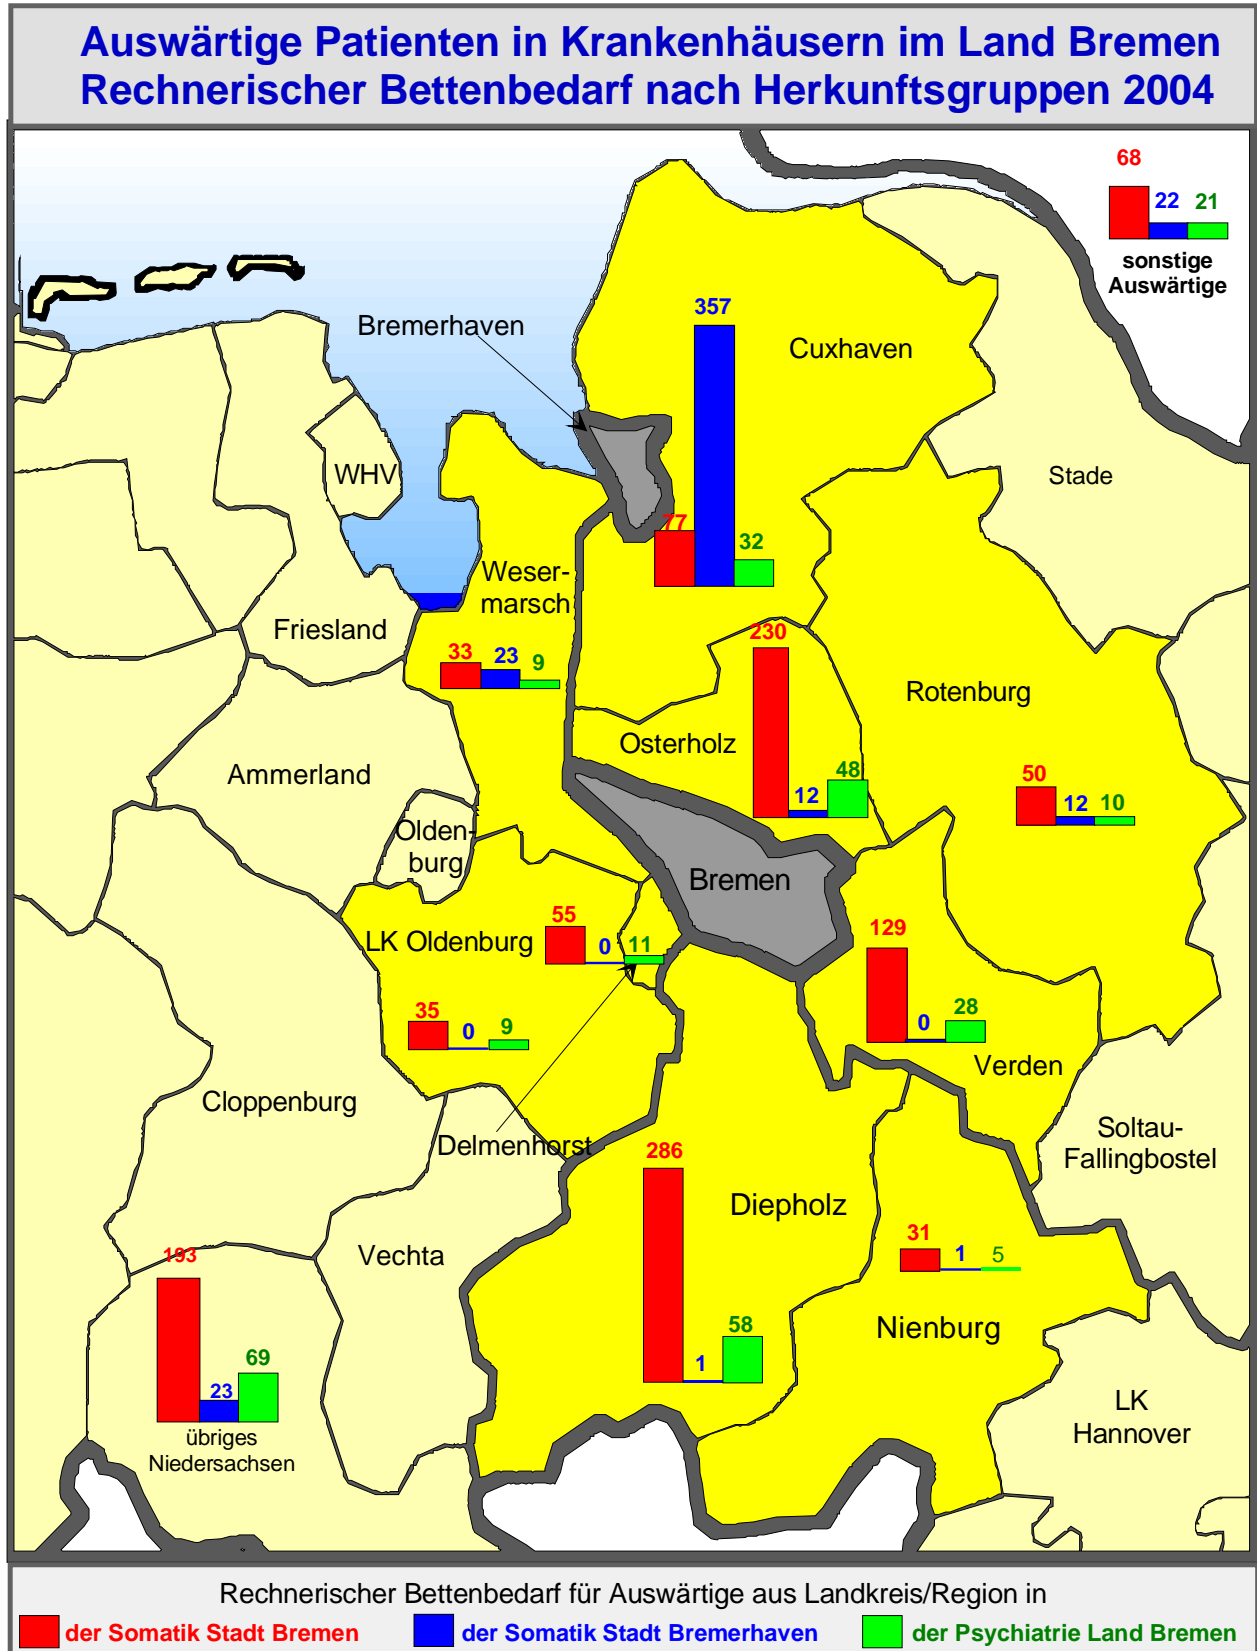 Auswärtige Patienten in Krankenhäusern im Land Bremen
Rechnerischer Bettenbedarf nach Herkunftsgruppen 2004
68
22 21
sonstige
Auswärtige
Bremerhaven
357
Cuxhaven
77
32
WHV
Stade
Weser-
marsch
Friesland
33 23 9
230
12
48
Osterholz
Rotenburg
50
12 10
Ammerland
Olden-
burg
Bremen
LK Oldenburg
55
0 11
35
0 9
129
0
28
Verden
Cloppenburg
Delmenhorst
Soltau-
Fallingbostel
286
1
58
Diepholz
31
1 5
Nienburg
Vechta
193
23
69
übriges
Niedersachsen
LK
Hannover
Rechnerischer Bettenbedarf für Auswärtige aus Landkreis/Region in
der Somatik Stadt Bremen der Somatik Stadt Bremerhaven der Psychiatrie Land Bremen